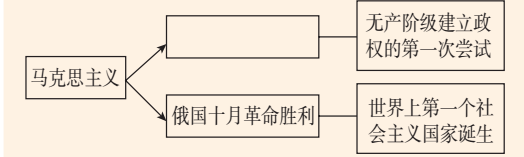 无产阶级建立政
权的第一次尝试
马克思主义
俄国十月革命胜利
世界上第一个社
会主义国家诞生